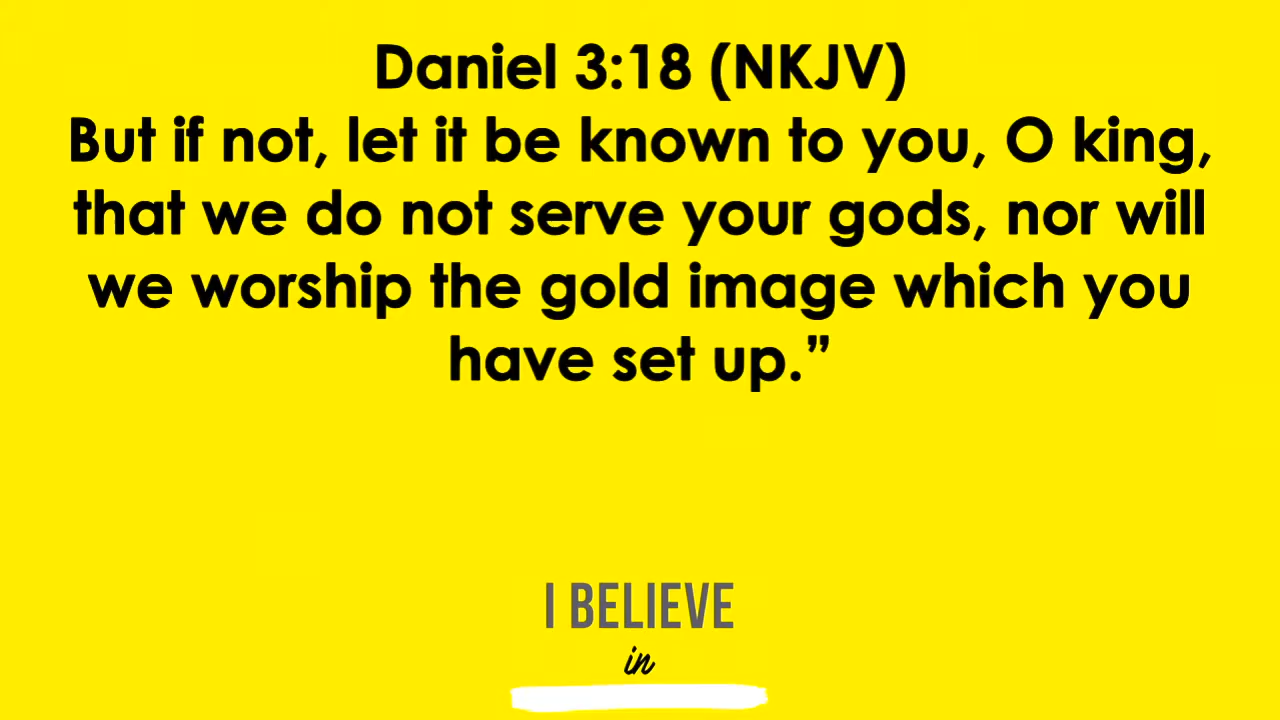 Daniel 3:18 (NKJV)
But if not, let it be known to you, O king,
that we do not serve your gods, nor will
we worship the gold image which you
have set up.”
I BELIEVE
in